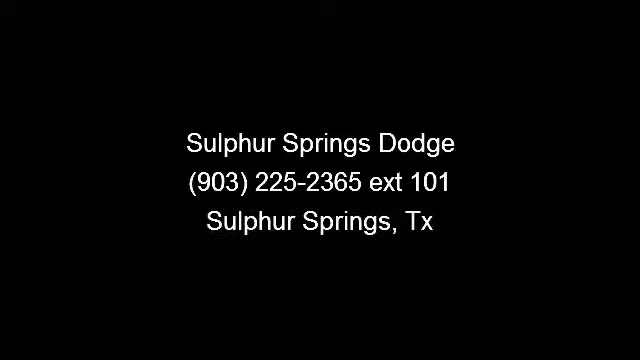 Sulphur Springs Dodge
(903) 225-2365 ext 101
Sulphur Springs, Tx